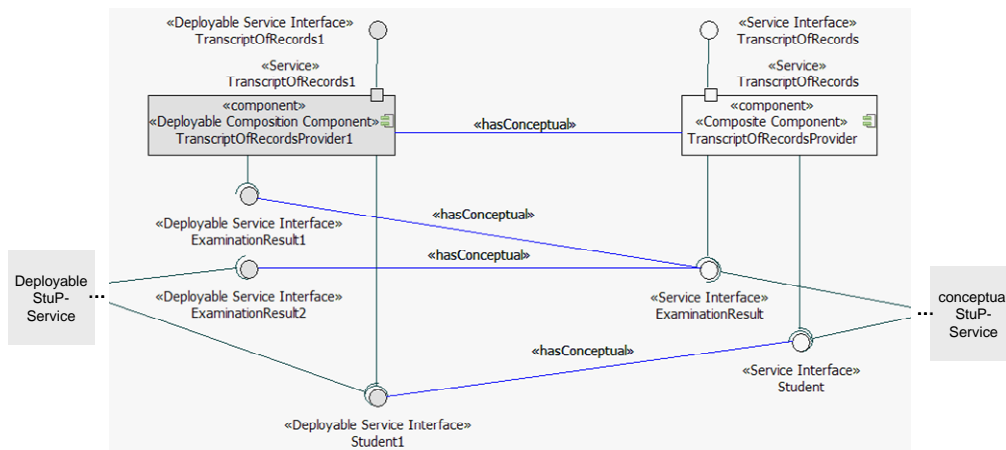 «Deployable Service Interface»
TranscriptOfRecords1
«Service Interface»
TranscriptOfRecords
«Service»
TranscriptOfRecords1
«Service»
TranscriptOfRecords
«component»
«Deployable Composition Component»
TranscriptOfRecordsProvider1
«hasConceptual»
«component»
«Composite Component»
TranscriptOfRecordsProvider
«hasConceptual»
«Deployable Service Interface»
ExaminationResult1
«hasConceptual»
Deployable
StuP-
Service
...
«Deployable Service Interface»
ExaminationResult2
«Service Interface»
ExaminationResult
...
conceptua
StuP-
Service
«hasConceptual»
«Service Interface»
Student
«Deployable Service Interface»
Student1